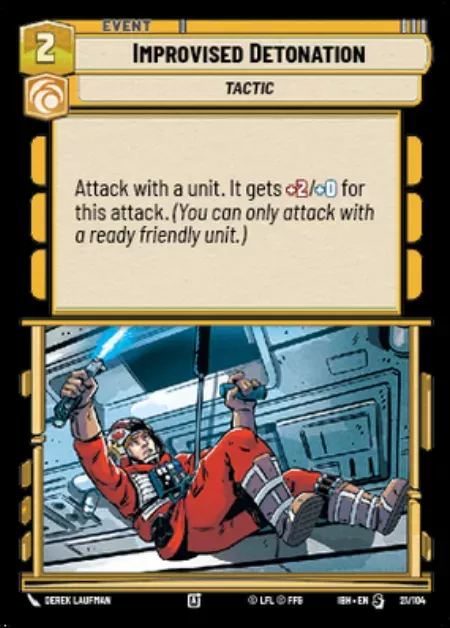 EVENT
2
IMPROVISED DETONATION
TACTIC
Attack with a unit. It gets +2/+0 for
this attack. (You can only attack with
a ready friendly unit.)
DEREK LAUFMAN
A
© LFL © FFG
IBH • EN
21/104